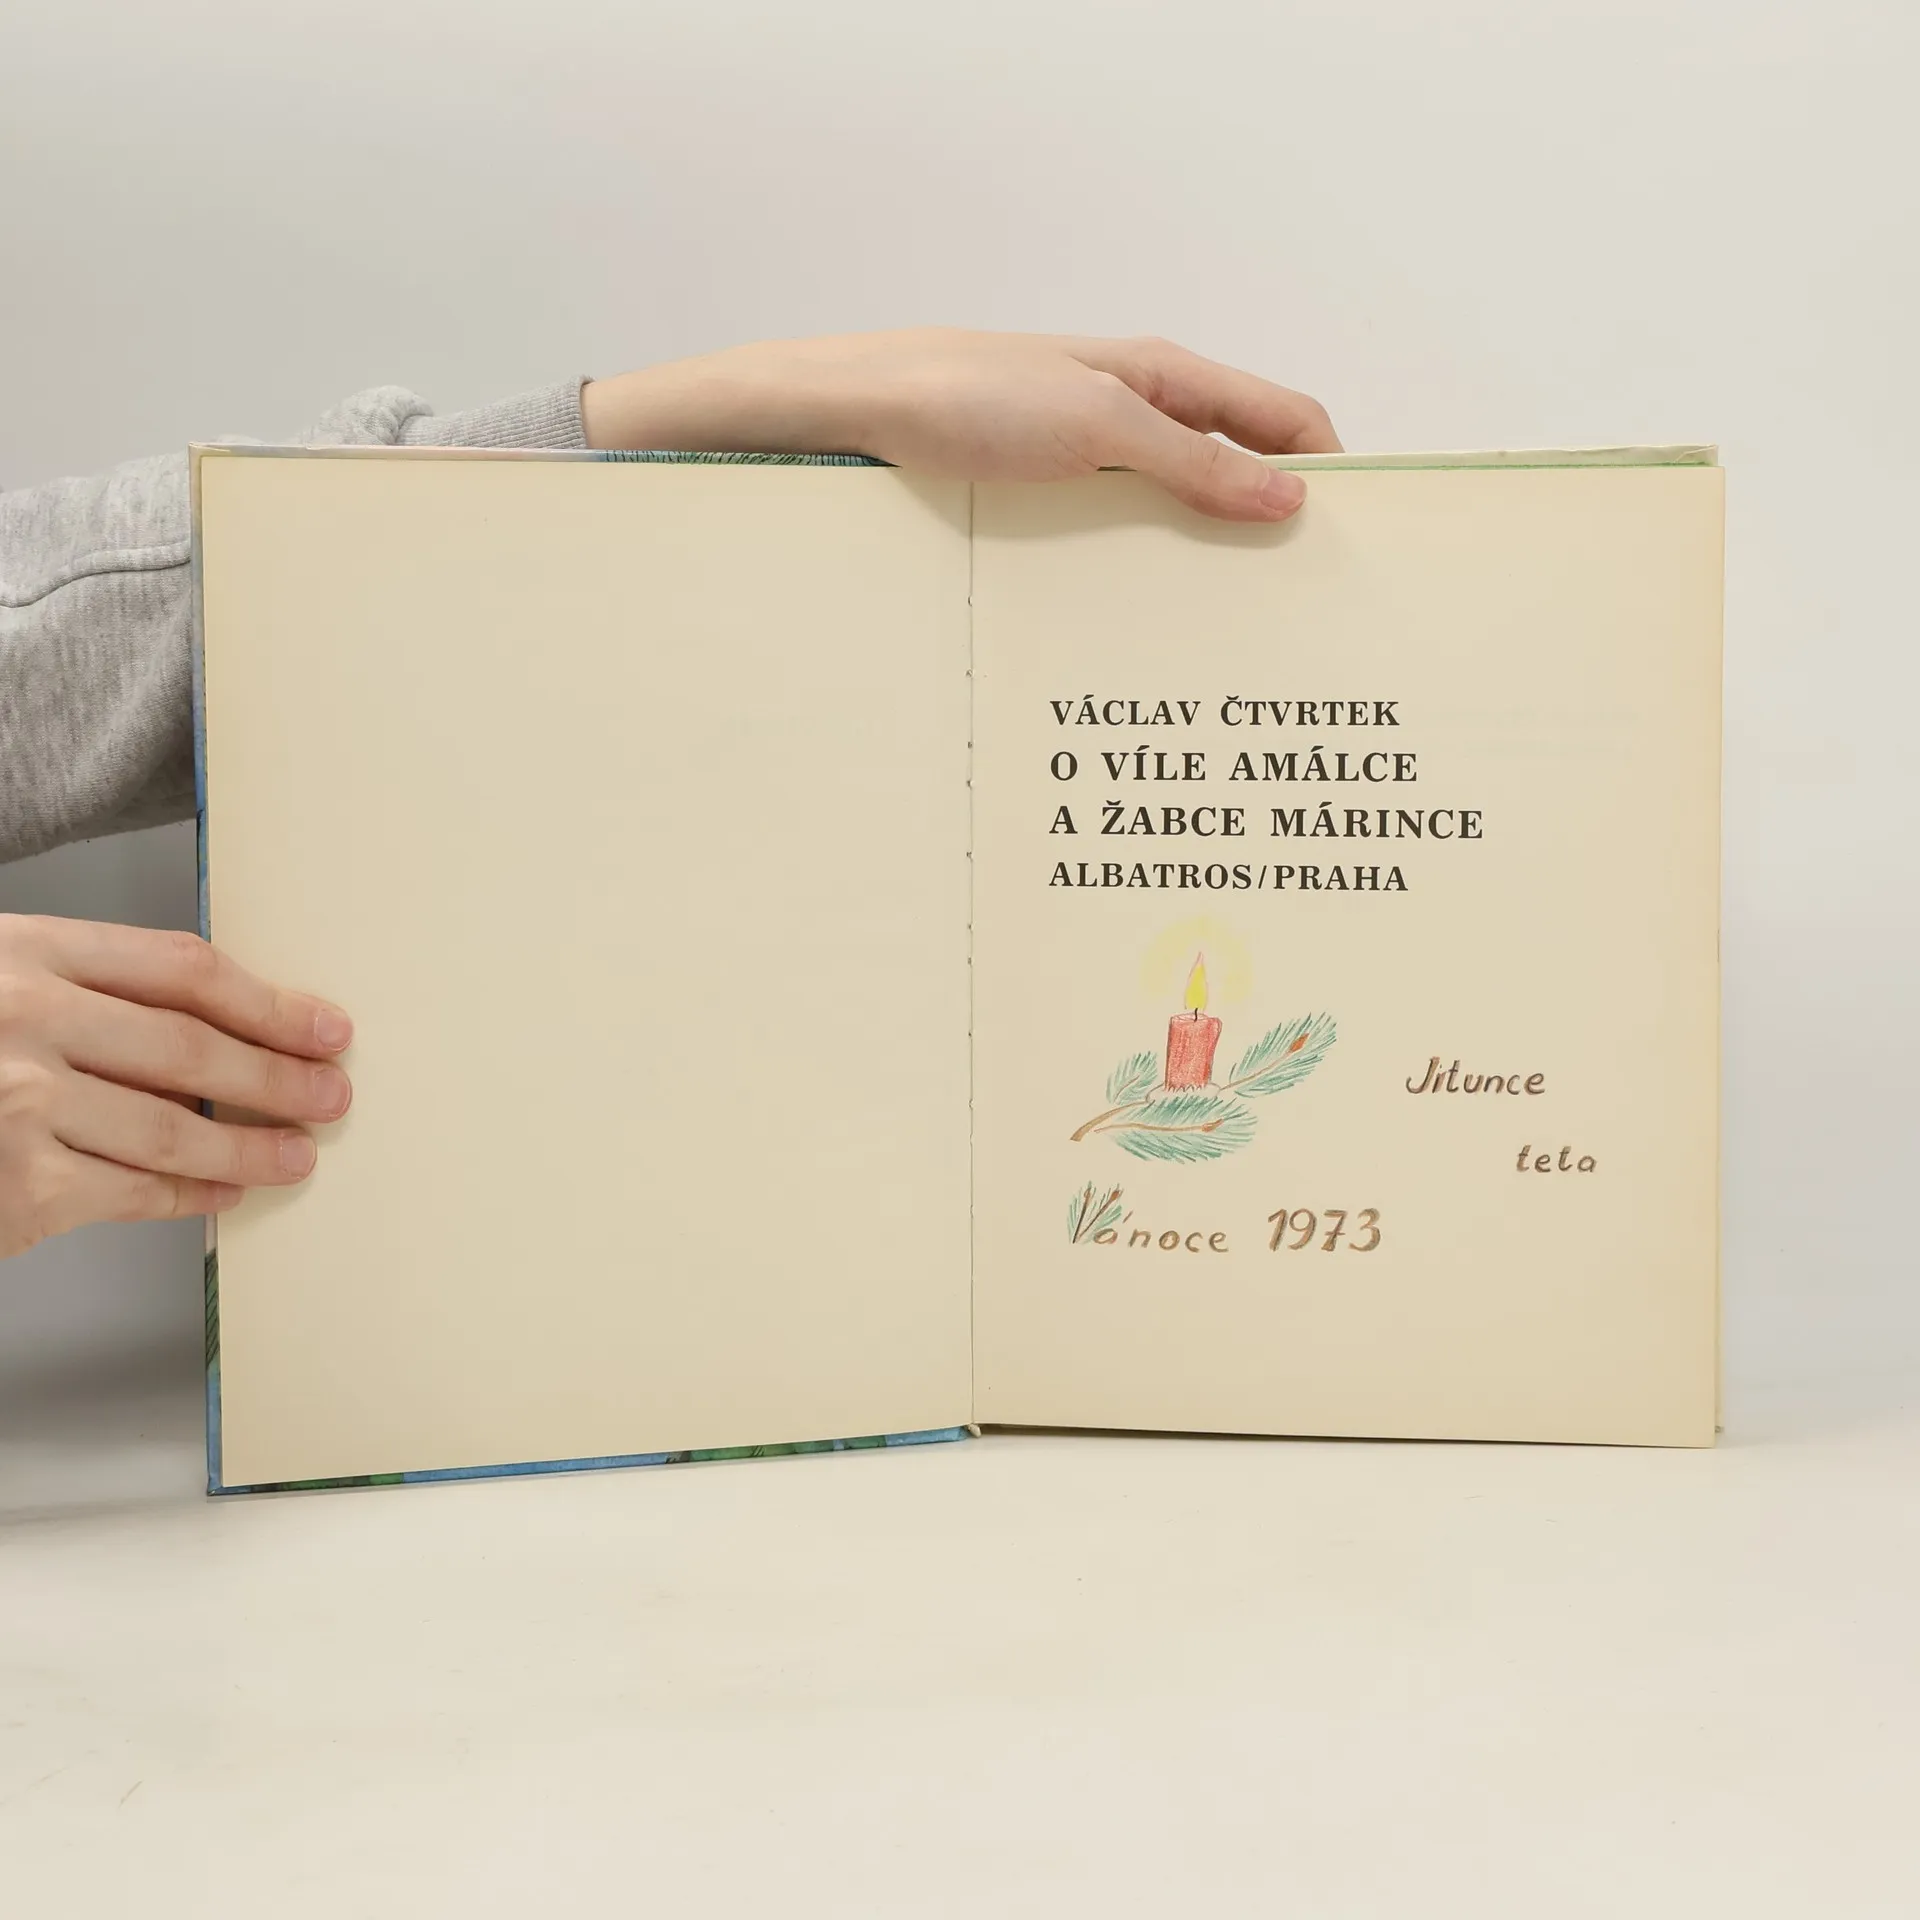 VÁCLAV ČTVRTEK
O VÍLE AMÁLCE
A ŽABCE MÁRINCE
ALBATROS/PRAHA
Jitunce
teta
Vánoce 1973